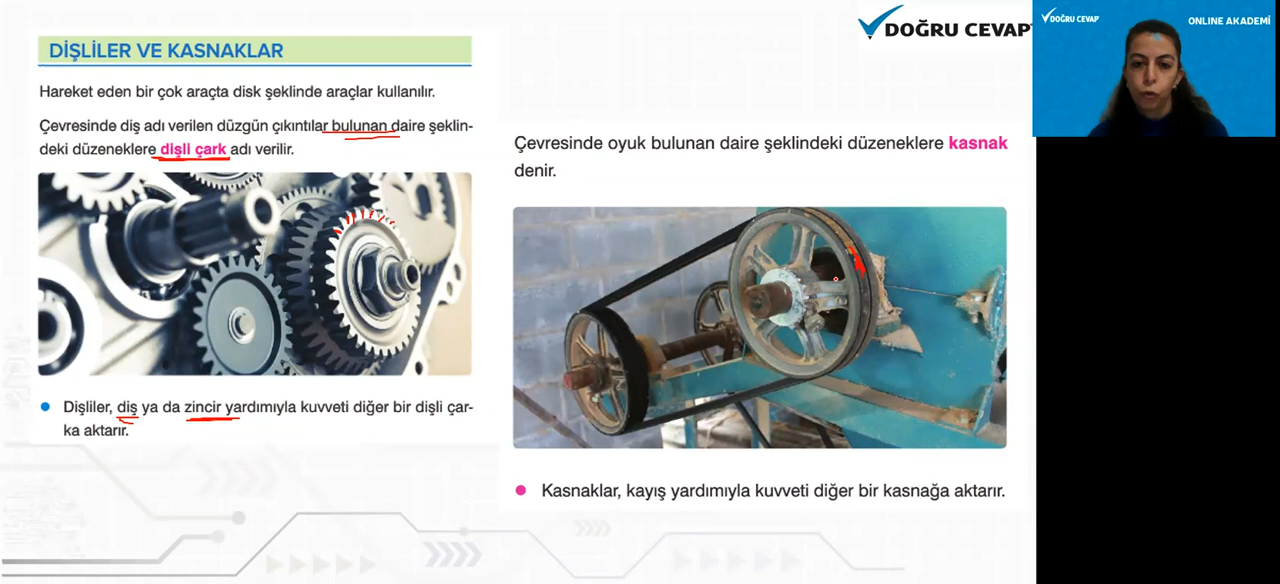 DİŞLİLER VE KASNAKLAR
Hareket eden bir çok araçta disk şeklinde araçlar kullanılır.
Çevresinde diş adı verilen düzgün çıkıntılar bulunan daire şeklin-
deki düzeneklere dişli çark adı verilir.
Dişliler, diş ya da zincir yardımıyla kuvveti diğer bir dişli çar-
ka aktarır.
DOĞRU CEVAP
Çevresinde oyuk bulunan daire şeklindeki düzeneklere kasnak
denir.
Kasnaklar, kayış yardımıyla kuvveti diğer bir kasnağa aktarır.
DOĞRU CEVAP
ONLINE AKADEMİ